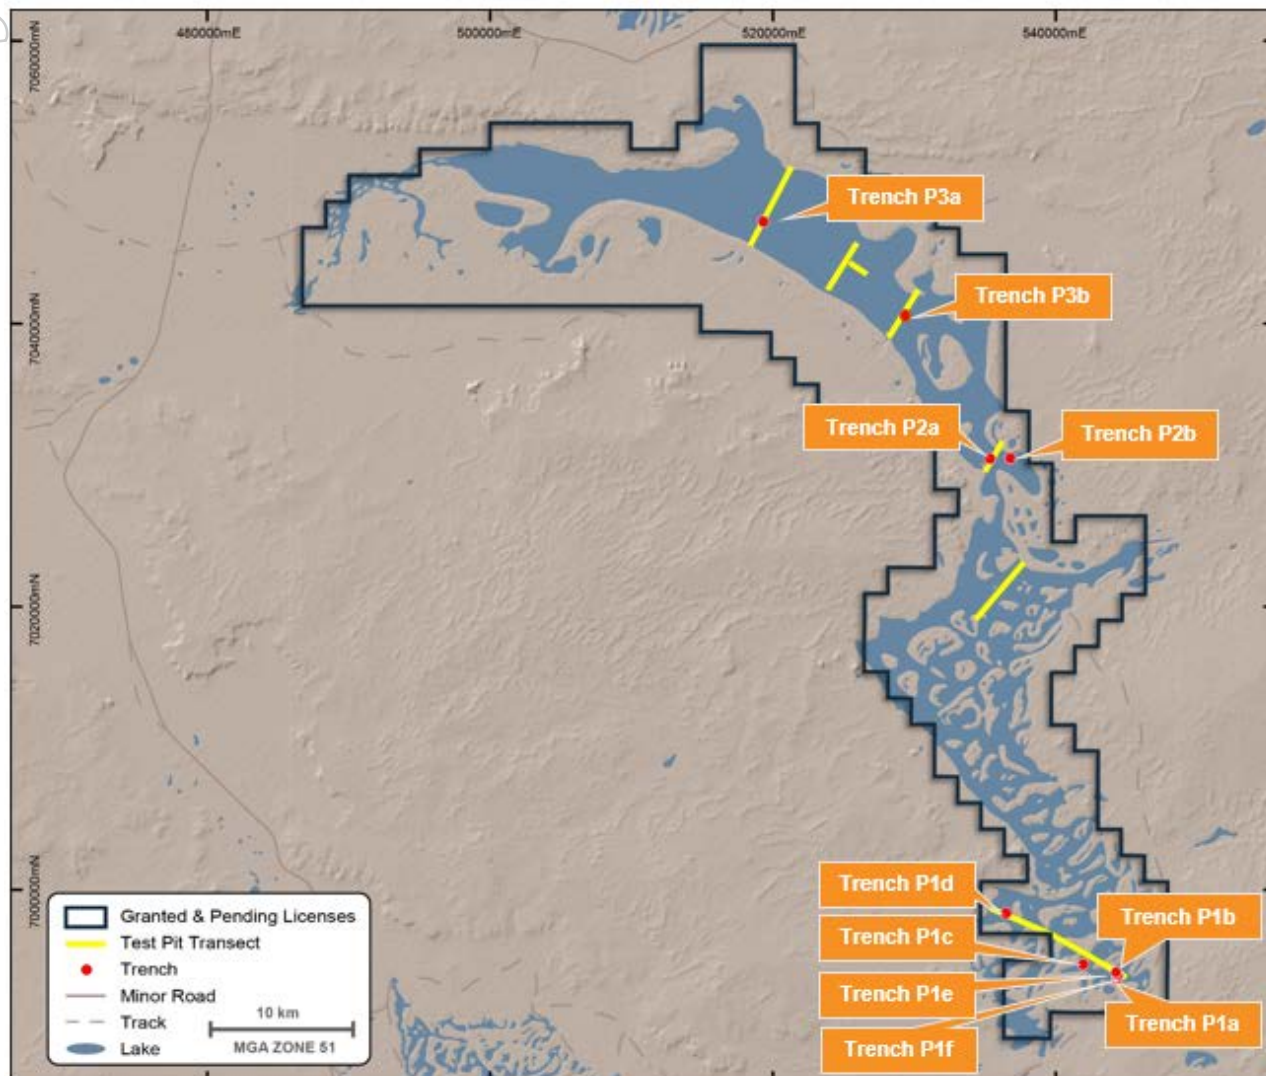 480000mE
500000mE
520000mE
540000mE
7060000mN
7040000mN
7020000mN
7000000mN
Trench P3a
Trench P3b
Trench P2a
Trench P2b
Trench P1d
Trench P1b
Trench P1c
Trench P1e
Trench P1a
Trench P1f
Granted & Pending Licenses
Test Pit Transect
Trench
Minor Road
Track
Lake
10 km
MGA ZONE 51